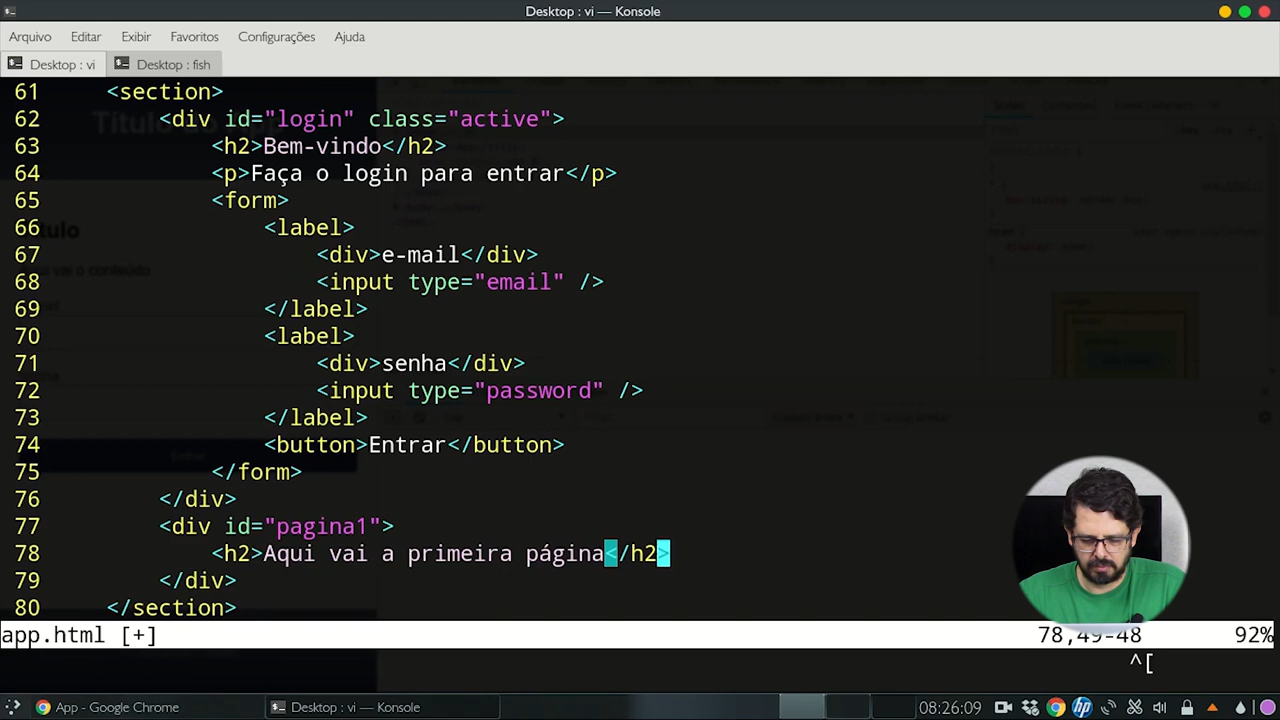 Desktop : vi — Konsole
Arquivo Editar Exibir Favoritos Configurações Ajuda
Desktop : vi Desktop : fish
61 <section>
62 <div id="login" class="active">
63 <h2>Bem-vindo</h2>
64 <p>Faça o login para entrar</p>
65 <form>
66 <label>
67 <div>e-mail</div>
68 <input type="email" />
69 </label>
70 <label>
71 <div>senha</div>
72 <input type="password" />
73 </label>
74 <button>Entrar</button>
75 </form>
76 </div>
77 <div id="pagina1">
78 <h2>Aqui vai a primeira página</h2>
79 </div>
80 </section>
app.html [+] 78,49-48 92%
^[
App - Google Chrome Desktop : vi — Konsole 08:26:09